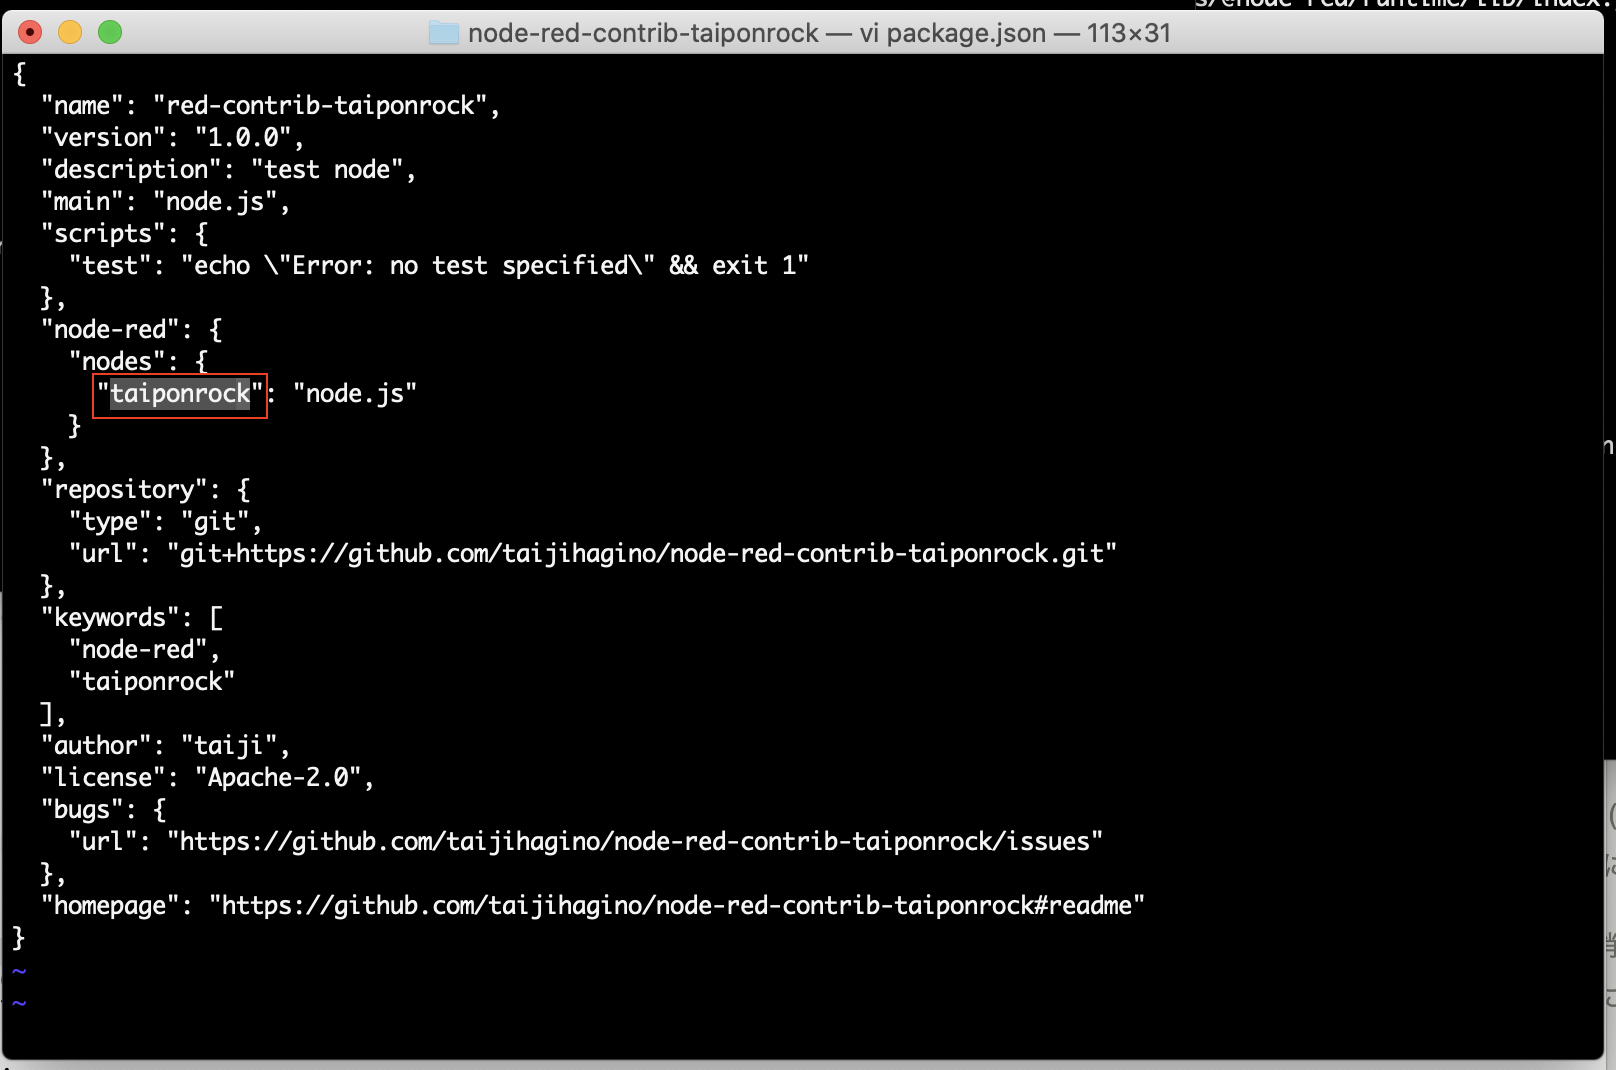 node-red-contrib-taiponrock — vi package.json — 113×31
{
  "name": "red-contrib-taiponrock",
  "version": "1.0.0",
  "description": "test node",
  "main": "node.js",
  "scripts": {
    "test": "echo \"Error: no test specified\" && exit 1"
  },
  "node-red": {
    "nodes": {
      "taiponrock": "node.js"
    }
  },
  "repository": {
    "type": "git",
    "url": "git+https://github.com/taijihagino/node-red-contrib-taiponrock.git"
  },
  "keywords": [
    "node-red",
    "taiponrock"
  ],
  "author": "taiji",
  "license": "Apache-2.0",
  "bugs": {
    "url": "https://github.com/taijihagino/node-red-contrib-taiponrock/issues"
  },
  "homepage": "https://github.com/taijihagino/node-red-contrib-taiponrock#readme"
}
~
~